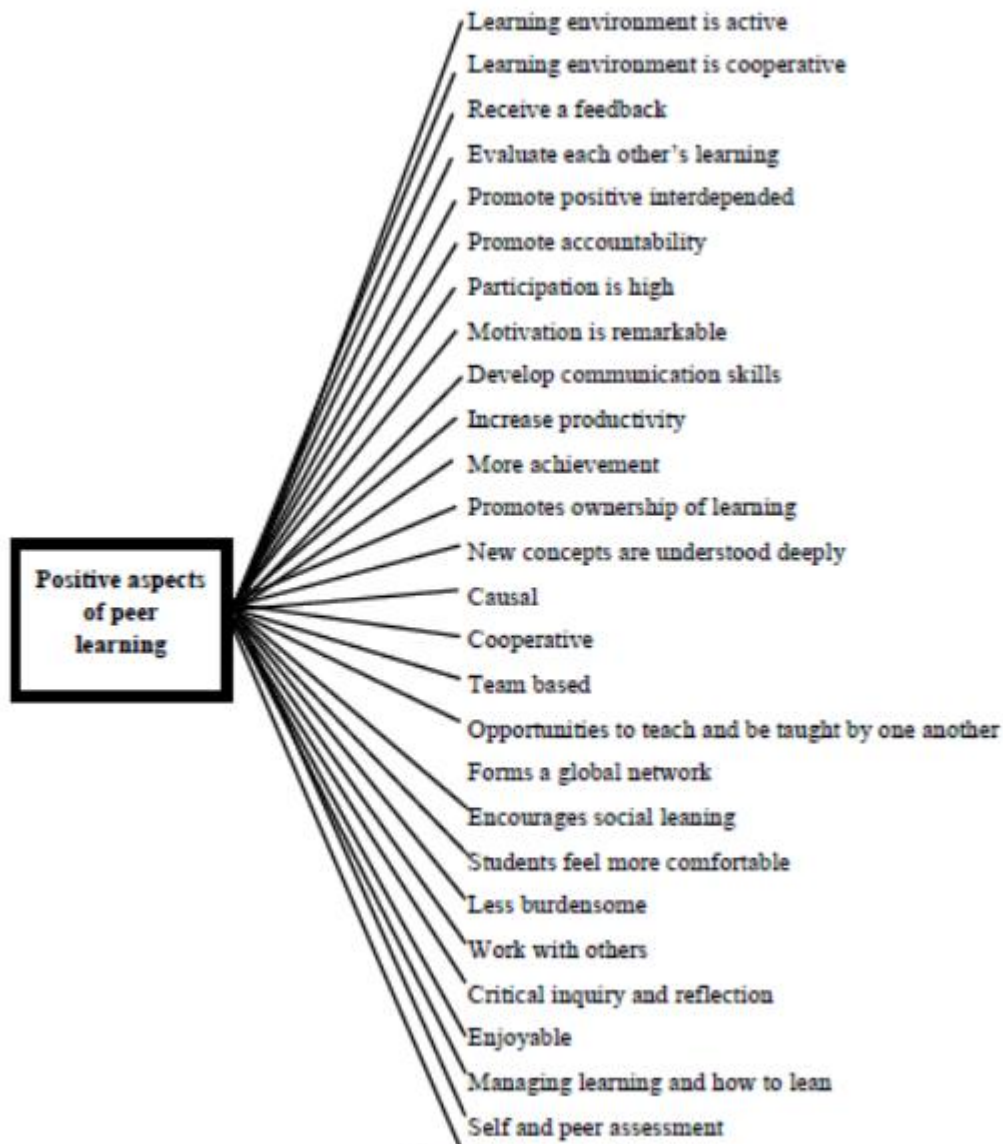 Learning environment is active
Learning environment is cooperative
Receive a feedback
Evaluate each other's learning
Promote positive interdepended
Promote accountability
Participation is high
Motivation is remarkable
Develop communication skills
Increase productivity
More achievement
Promotes ownership of learning
New concepts are understood deeply
Positive aspects
of peer
learning
Causal
Cooperative
Team based
Opportunities to teach and be taught by one another
Forms a global network
Encourages social leaning
Students feel more comfortable
Less burdensome
Work with others
Critical inquiry and reflection
Enjoyable
Managing learning and how to lean
Self and peer assessment